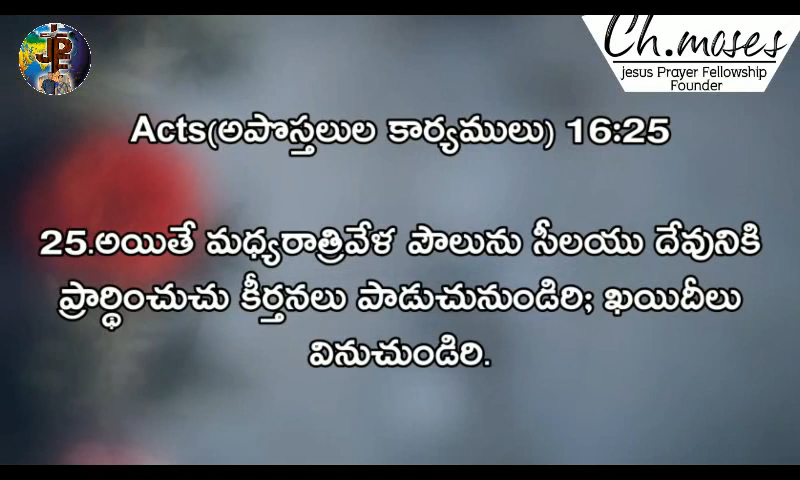 Ch.moses
Jesus Prayer Fellowship
Founder
JPF
Acts(అపొస్తలుల కార్యములు) 16:25
25.అయితే మధ్యరాత్రివేళ పౌలును సీలయు దేవునికి
ప్రార్థించుచు కీర్తనలు పాడుచునుండిరి; ఖయిదీలు
వినుచుండిరి.